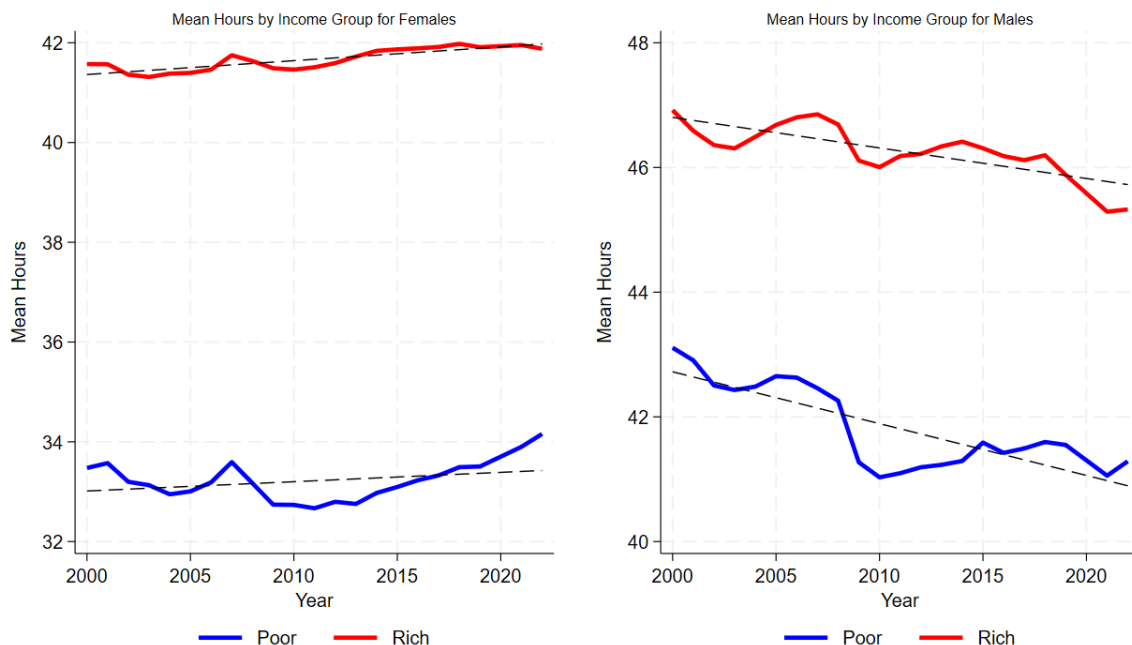 Mean Hours by Income Group for Females
42
40
38
36
34
32
Mean Hours
2000 2005 2010 2015 2020
Year
Poor Rich
Mean Hours by Income Group for Males
48
46
44
42
40
Mean Hours
2000 2005 2010 2015 2020
Year
Poor Rich